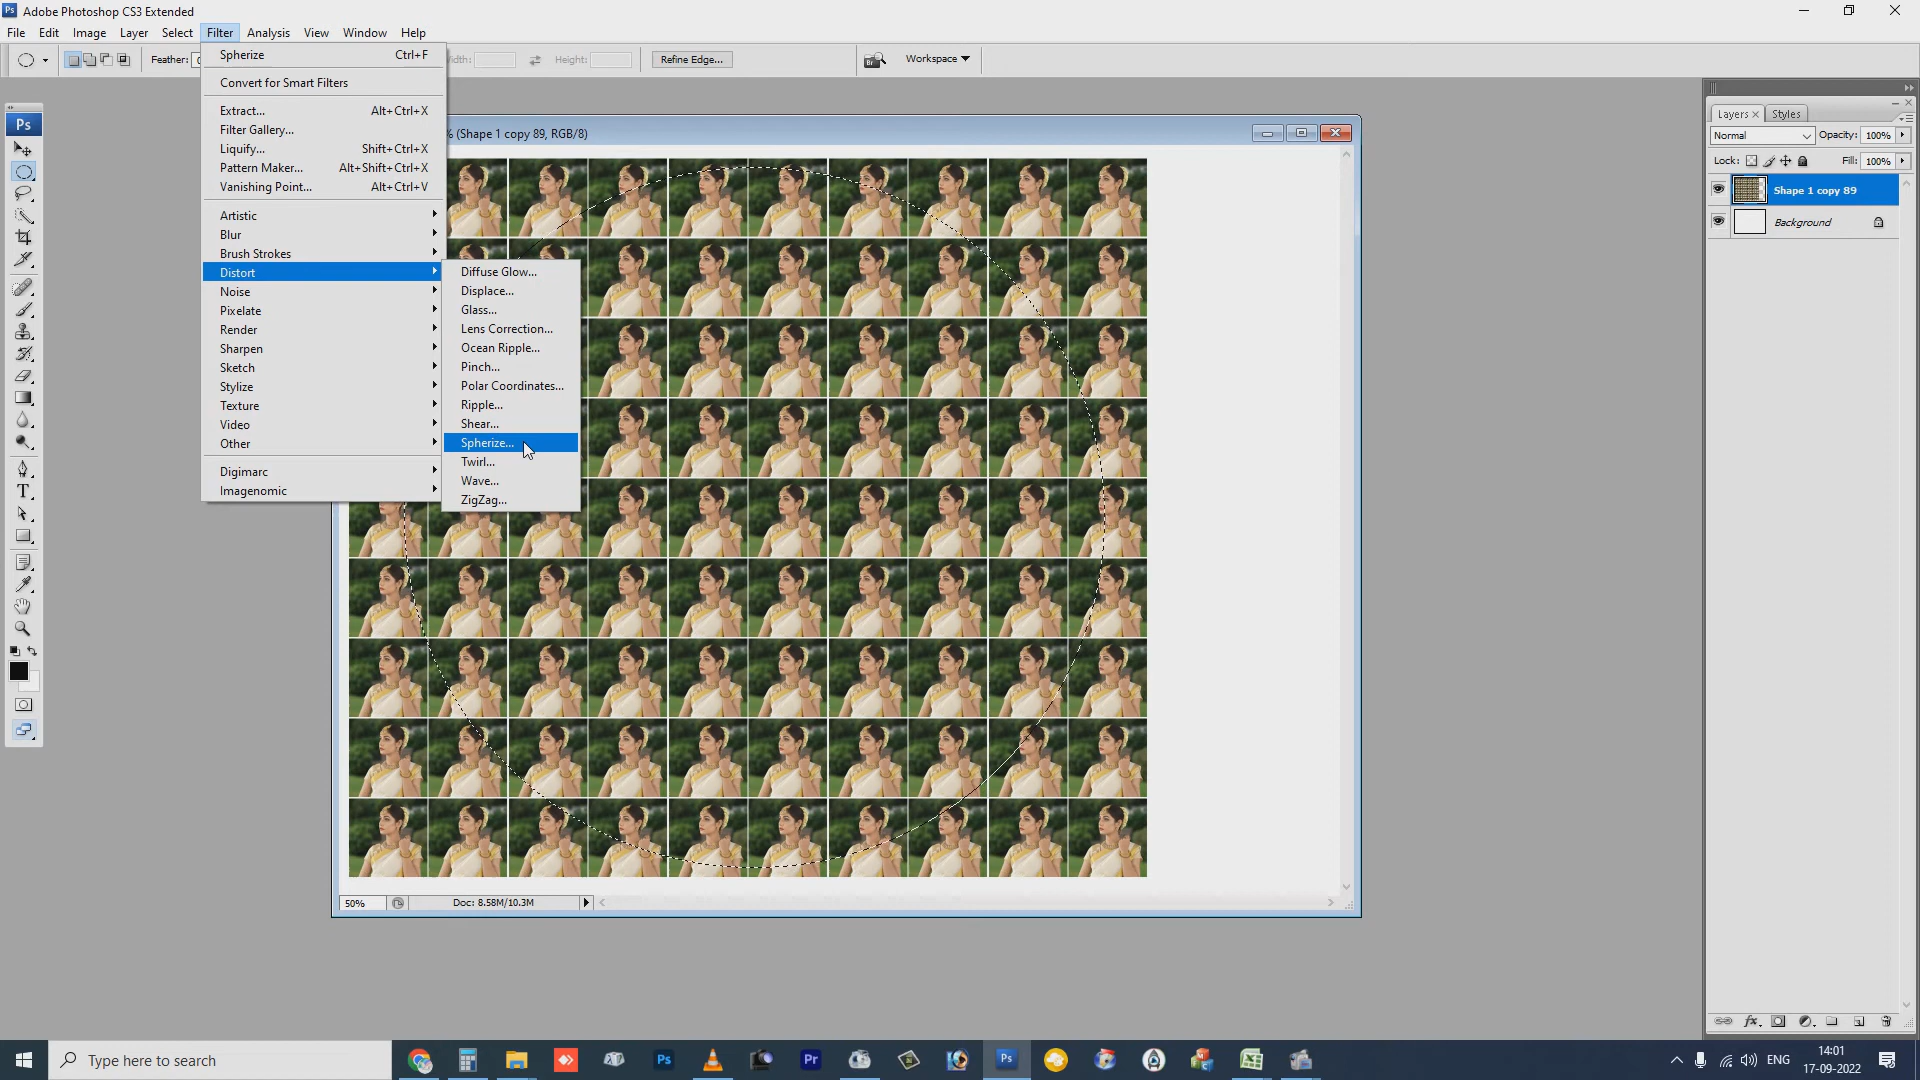 Adobe Photoshop CS3 Extended
File Edit Image Layer Select Filter Analysis View Window Help
Feather: Height: Refine Edge... Workspace
Spherize Ctrl+F
Convert for Smart Filters
Extract... Alt+Ctrl+X
Filter Gallery...
Liquify... Shift+Ctrl+X
Pattern Maker... Alt+Shift+Ctrl+X
Vanishing Point... Alt+Ctrl+V
Artistic
Blur
Brush Strokes
Distort
Noise
Pixelate
Render
Sharpen
Sketch
Stylize
Texture
Video
Other
Digimarc
Imagenomic
Diffuse Glow...
Displace...
Glass...
Lens Correction...
Ocean Ripple...
Pinch...
Polar Coordinates...
Ripple...
Shear...
Spherize...
Twirl...
Wave...
ZigZag...
% (Shape 1 copy 89, RGB/8)
50% Doc: 8.58M/10.3M
Ps
Layers x Styles
Normal Opacity: 100%
Lock: Fill: 100%
Shape 1 copy 89
Background
Type here to search
Ps Pr Ps
ENG
14:01
17-09-2022